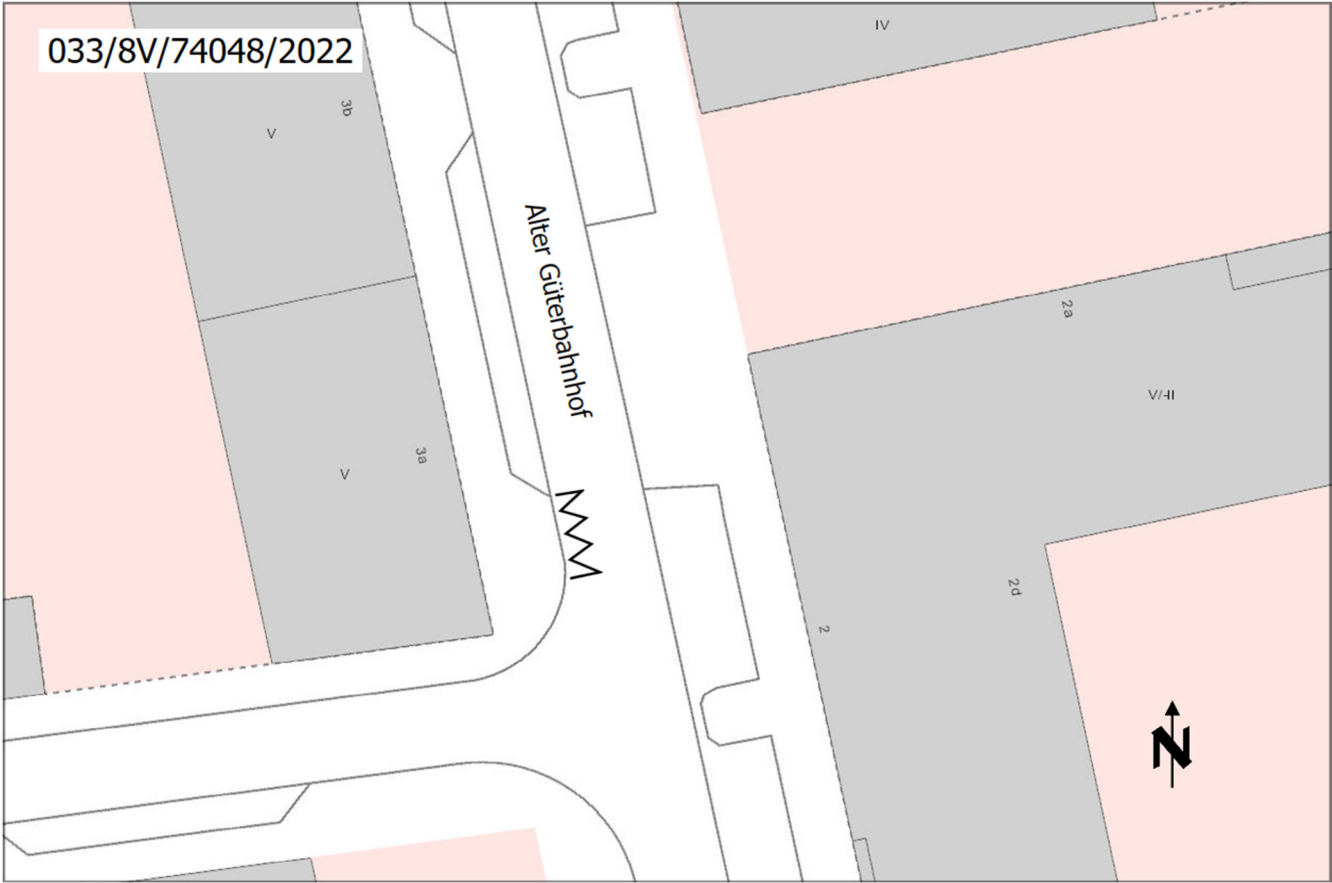 033/8V/74048/2022
IV
3b
V
Alter Güterbahnhof
2a
V/-II
3a
V
2d
2
N